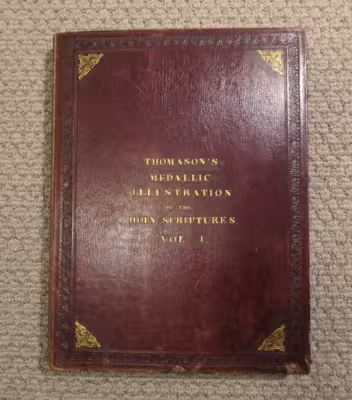 THOMASON'S
MEDALLIC
ILLUSTRATION
OF THE
HOLY SCRIPTURES.
VOL I.